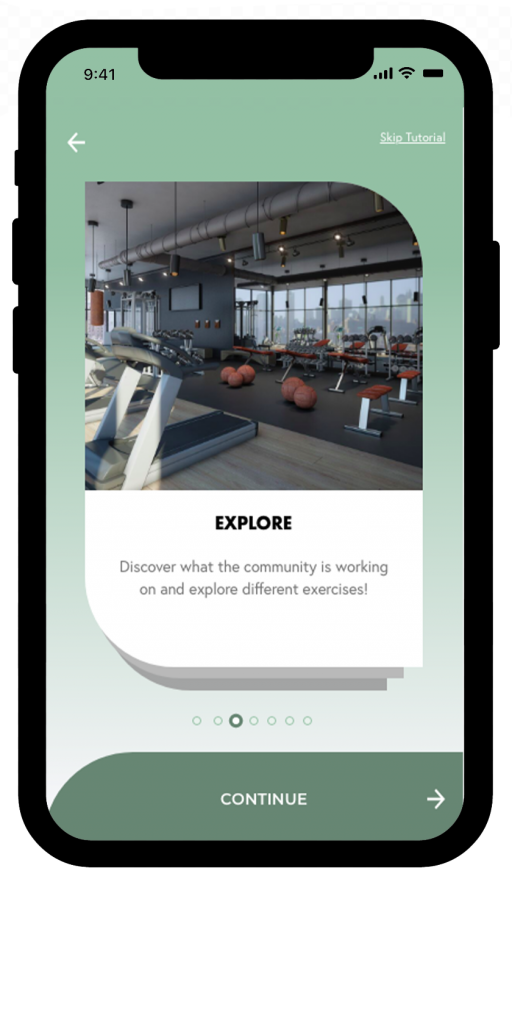 9:41
Skip Tutorial
EXPLORE
Discover what the community is working
on and explore different exercises!
CONTINUE